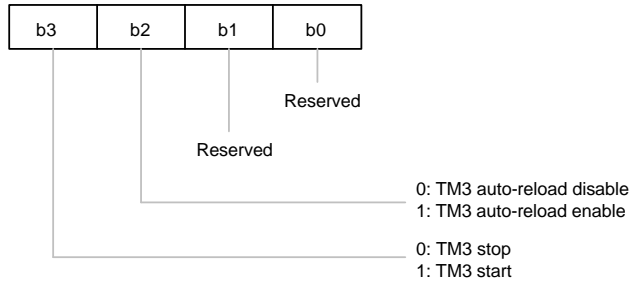 b3 b2 b1 b0
Reserved
Reserved
0: TM3 auto-reload disable
1: TM3 auto-reload enable
0: TM3 stop
1: TM3 start